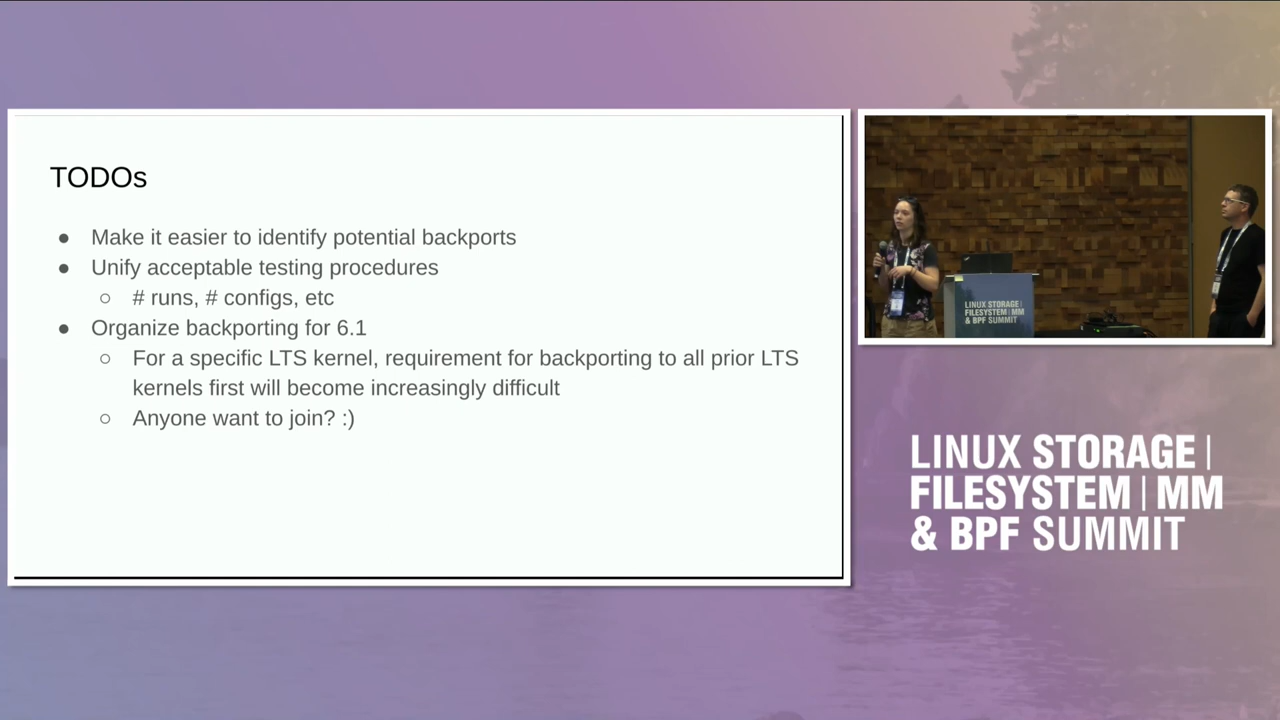 TODOs
● Make it easier to identify potential backports
● Unify acceptable testing procedures
○ # runs, # configs, etc
● Organize backporting for 6.1
○ For a specific LTS kernel, requirement for backporting to all prior LTS
kernels first will become increasingly difficult
○ Anyone want to join? :)
LINUX STORAGE |
FILESYSTEM | MM
& BPF SUMMIT
LINUX STORAGE |
FILESYSTEM | MM
& BPF SUMMIT